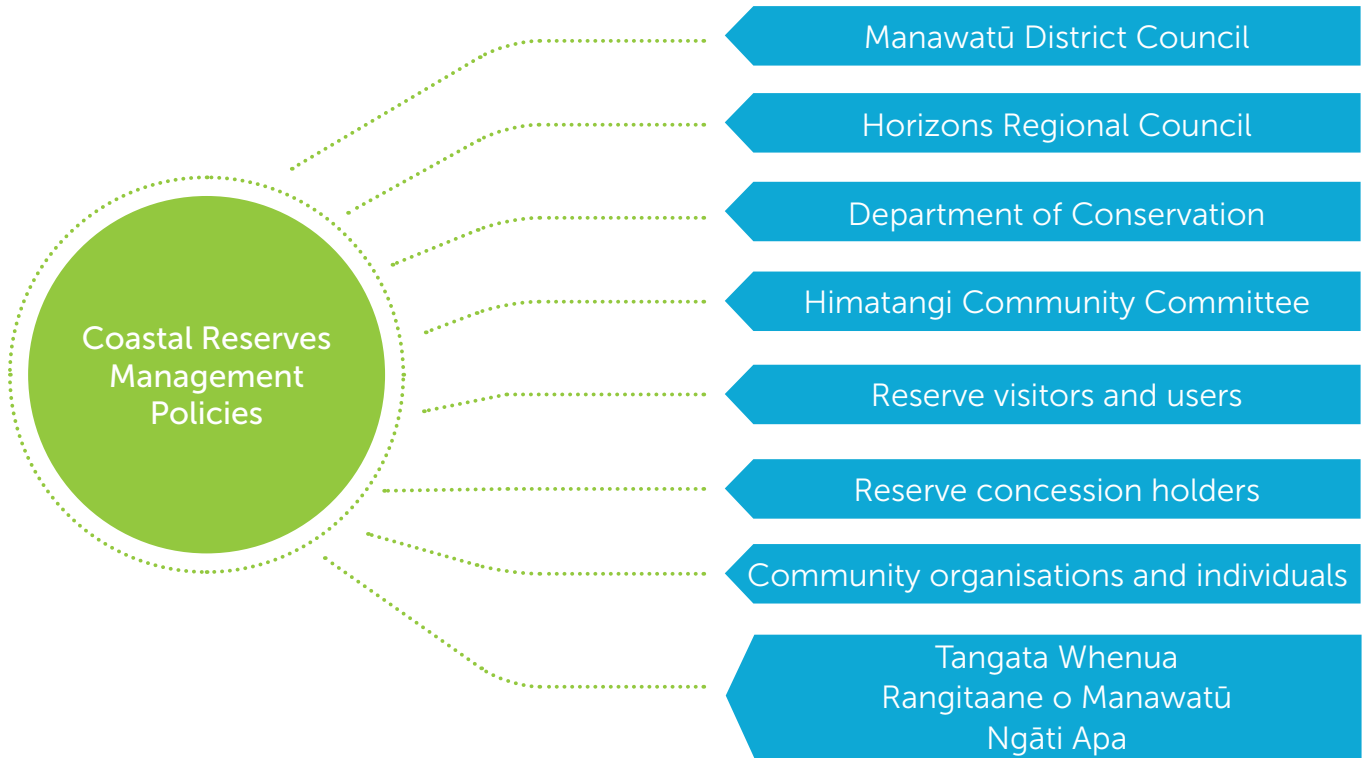 Coastal Reserves
Management
Policies
Manawatū District Council
Horizons Regional Council
Department of Conservation
Himatangi Community Committee
Reserve visitors and users
Reserve concession holders
Community organisations and individuals
Tangata Whenua
Rangitaane o Manawatū
Ngāti Apa